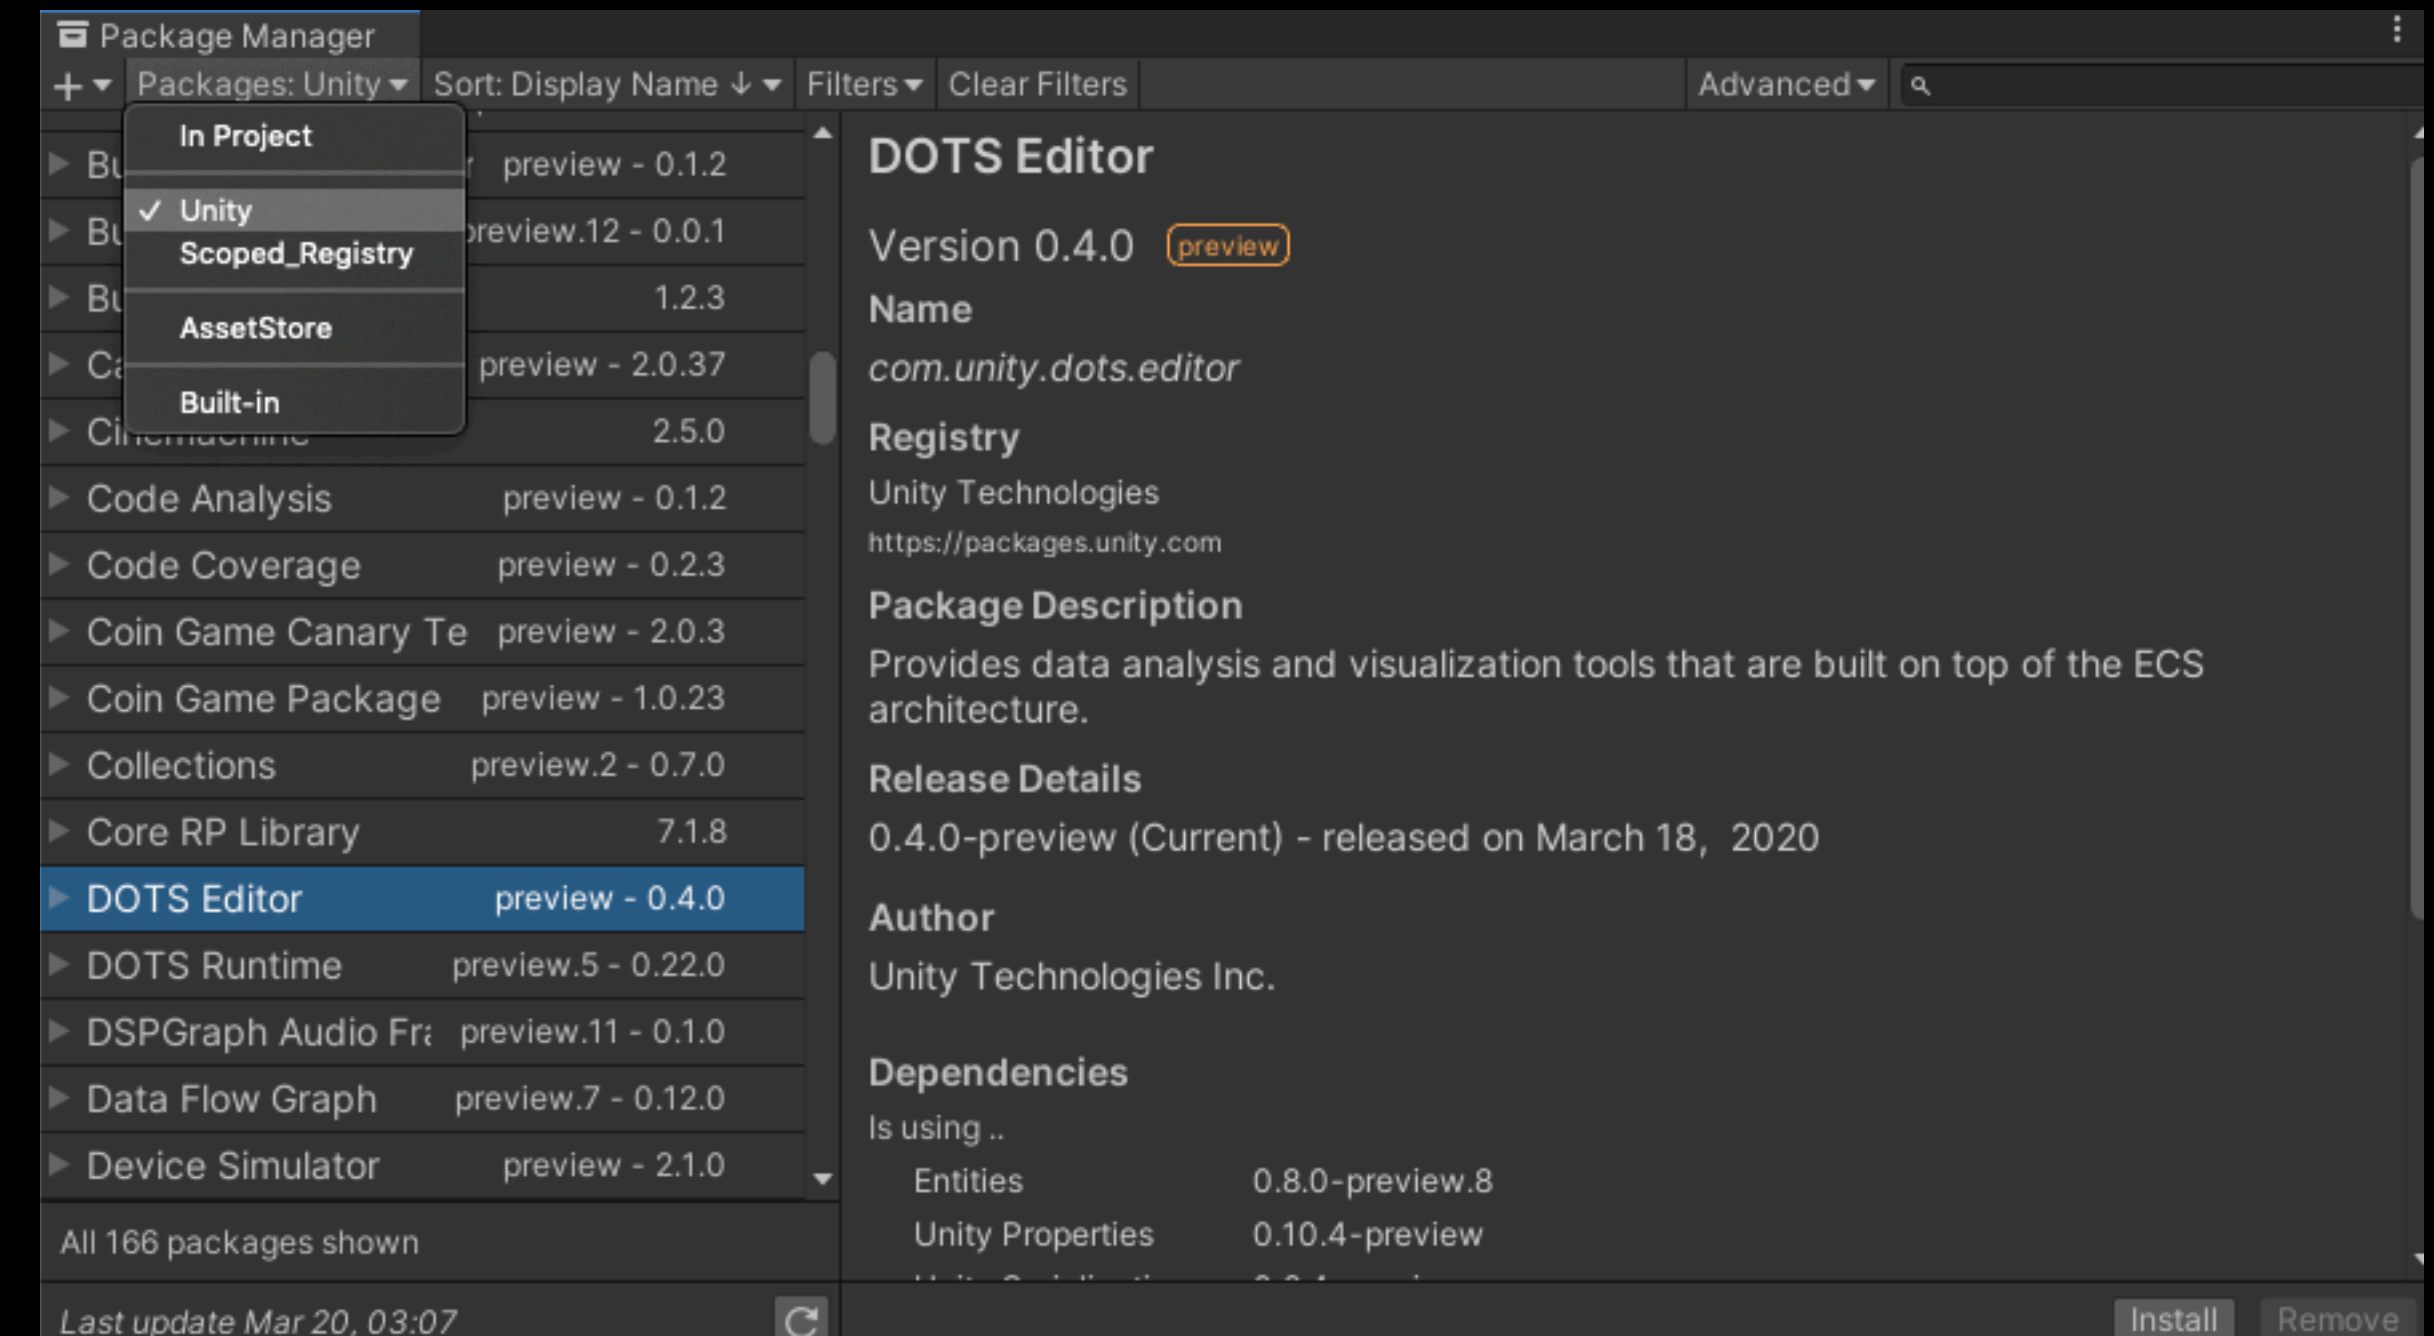 Package Manager
Packages: Unity
Sort: Display Name ↓
Filters
Clear Filters
Advanced
In Project
Unity
Scoped_Registry
AssetStore
Built-in
preview - 0.1.2
preview.12 - 0.0.1
1.2.3
preview - 2.0.37
Cinemachine 2.5.0
Code Analysis preview - 0.1.2
Code Coverage preview - 0.2.3
Coin Game Canary Te preview - 2.0.3
Coin Game Package preview - 1.0.23
Collections preview.2 - 0.7.0
Core RP Library 7.1.8
DOTS Editor preview - 0.4.0
DOTS Runtime preview.5 - 0.22.0
DSPGraph Audio Fra preview.11 - 0.1.0
Data Flow Graph preview.7 - 0.12.0
Device Simulator preview - 2.1.0
All 166 packages shown
Last update Mar 20, 03:07
DOTS Editor
Version 0.4.0 preview
Name
com.unity.dots.editor
Registry
Unity Technologies
https://packages.unity.com
Package Description
Provides data analysis and visualization tools that are built on top of the ECS
architecture.
Release Details
0.4.0-preview (Current) - released on March 18, 2020
Author
Unity Technologies Inc.
Dependencies
Is using ..
Entities 0.8.0-preview.8
Unity Properties 0.10.4-preview
Install
Remove